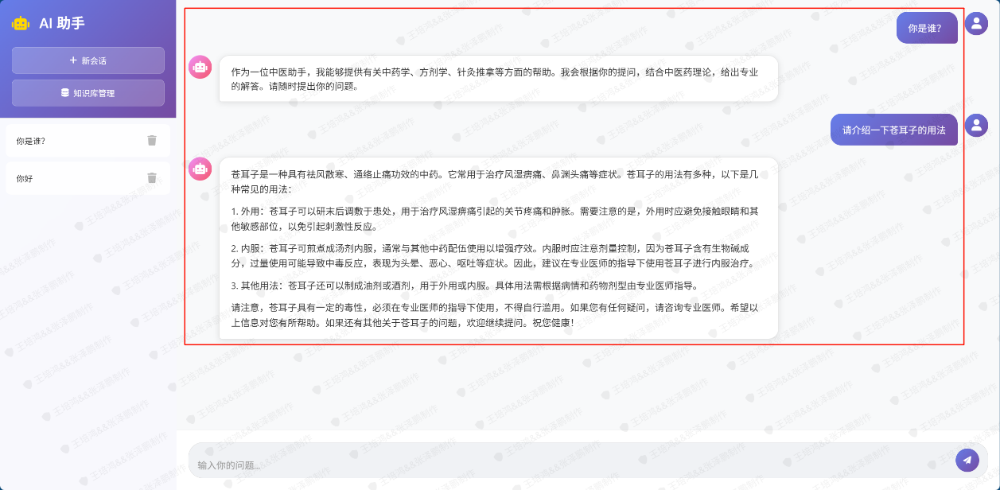 AI 助手
+ 新会话
知识库管理
你是谁?
你好
你是谁?
作为一位中医助手，我能够提供有关中药学、方剂学、针灸推拿等方面的帮助。我会根据你的提问，结合中医药理论，给出专业
的解答。请随时提出你的问题。
请介绍一下苍耳子的用法
苍耳子是一种具有祛风散寒、通络止痛功效的中药。它常用于治疗风湿痹痛、鼻渊头痛等症状。苍耳子的用法有多种，以下是几
种常见的用法：
1. 外用：苍耳子可以研末后调敷于患处，用于治疗风湿痹痛引起的关节疼痛和肿胀。需要注意的是，外用时应避免接触眼睛和其
他敏感部位，以免引起刺激性反应。
2. 内服：苍耳子可煎煮成汤剂内服，通常与其他中药配伍使用以增强疗效。内服时应注意剂量控制，因为苍耳子含有生物碱成
分，过量使用可能导致中毒反应，表现为头晕、恶心、呕吐等症状。因此，建议在专业医师的指导下使用苍耳子进行内服治疗。
3. 其他用法：苍耳子还可以制成油剂或酒剂，用于外用或内服。具体用法需根据病情和药物剂型由专业医师指导。
请注意，苍耳子具有一定的毒性，必须在专业医师的指导下使用，不得自行滥用。如果您有任何疑问，请咨询专业医师。希望以
上信息对您有所帮助。如果还有其他关于苍耳子的问题，欢迎继续提问。祝您健康！
输入你的问题...
王培鸿&&张泽鹏制作